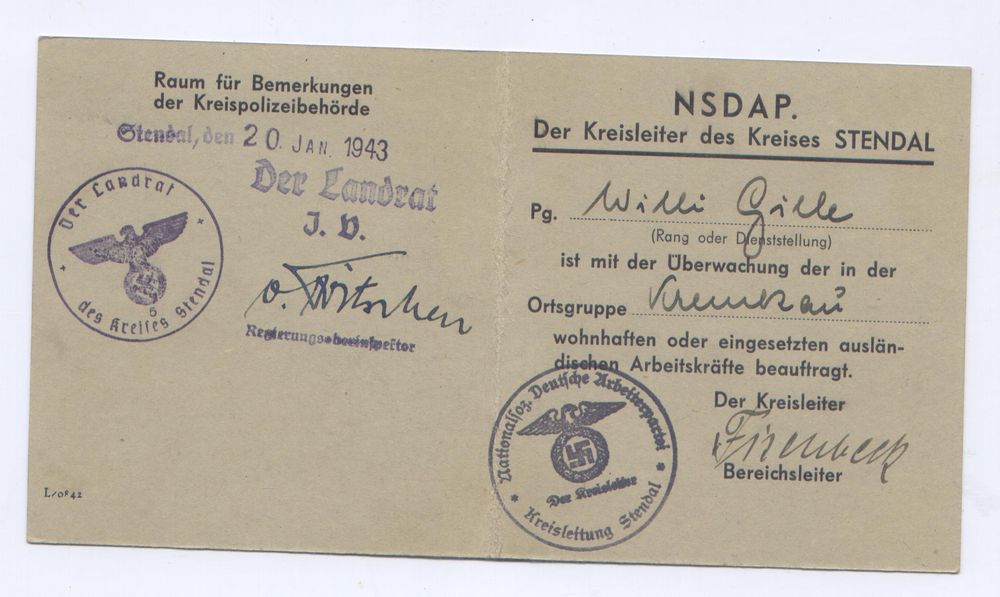 Raum für Bemerkungen
der Kreispolizeibehörde
Stendal, den 20. JAN. 1943
Der Landrat
J. V.
Regierungsoberinspektor
Der Landrat
des Kreises Stendal
6
L/0842
NSDAP.
Der Kreisleiter des Kreises STENDAL
Pg. Willi Gille
(Rang oder Dienststellung)
ist mit der Überwachung der in der
Ortsgruppe Kremkau
wohnhaften oder eingesetzten auslän-
dischen Arbeitskräfte beauftragt.
Der Kreisleiter
Bereichsleiter
Nationalsoz. Deutsche Arbeiterpartei
Der Kreisleiter
Kreisleitung Stendal